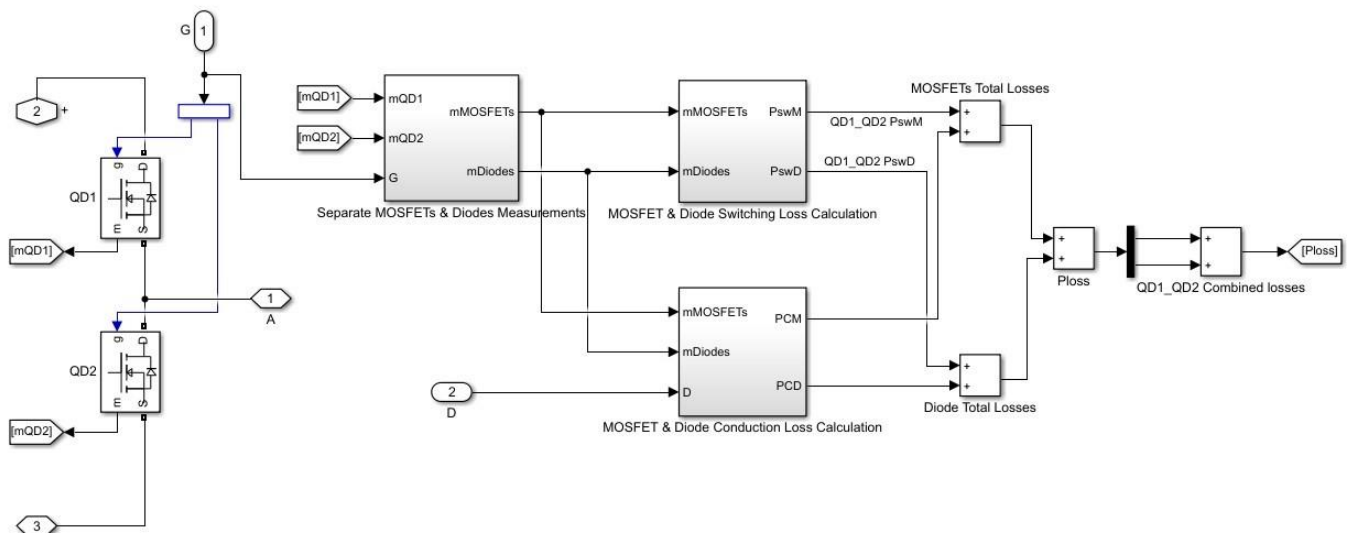 G
1
2
+
g
D
QD1
m
S
[mQD1]
1
A
g
D
QD2
m
S
[mQD2]
3
[mQD1]
[mQD2]
mQD1
mQD2
G
mMOSFETs
mDiodes
Separate MOSFETs & Diodes Measurements
mMOSFETs
mDiodes
PswM
PswD
MOSFET & Diode Switching Loss Calculation
QD1_QD2 PswM
QD1_QD2 PswD
mMOSFETs
mDiodes
D
PCM
PCD
MOSFET & Diode Conduction Loss Calculation
2
D
MOSFETs Total Losses
+
+
+
+
Diode Total Losses
+
+
Ploss
+
+
QD1_QD2 Combined losses
[Ploss]